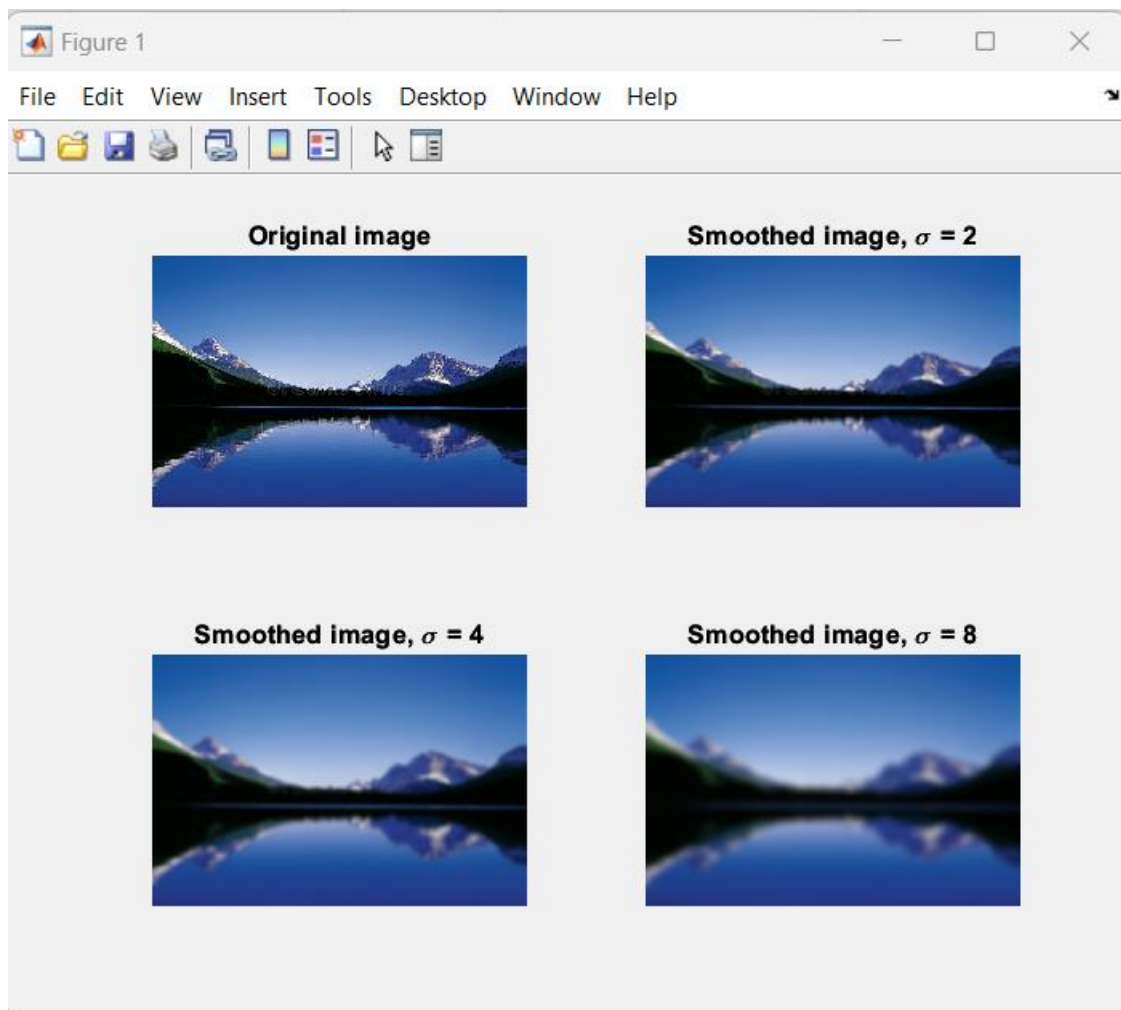 Figure 1
File Edit View Insert Tools Desktop Window Help
Original image
Smoothed image, σ = 2
Smoothed image, σ = 4
Smoothed image, σ = 8